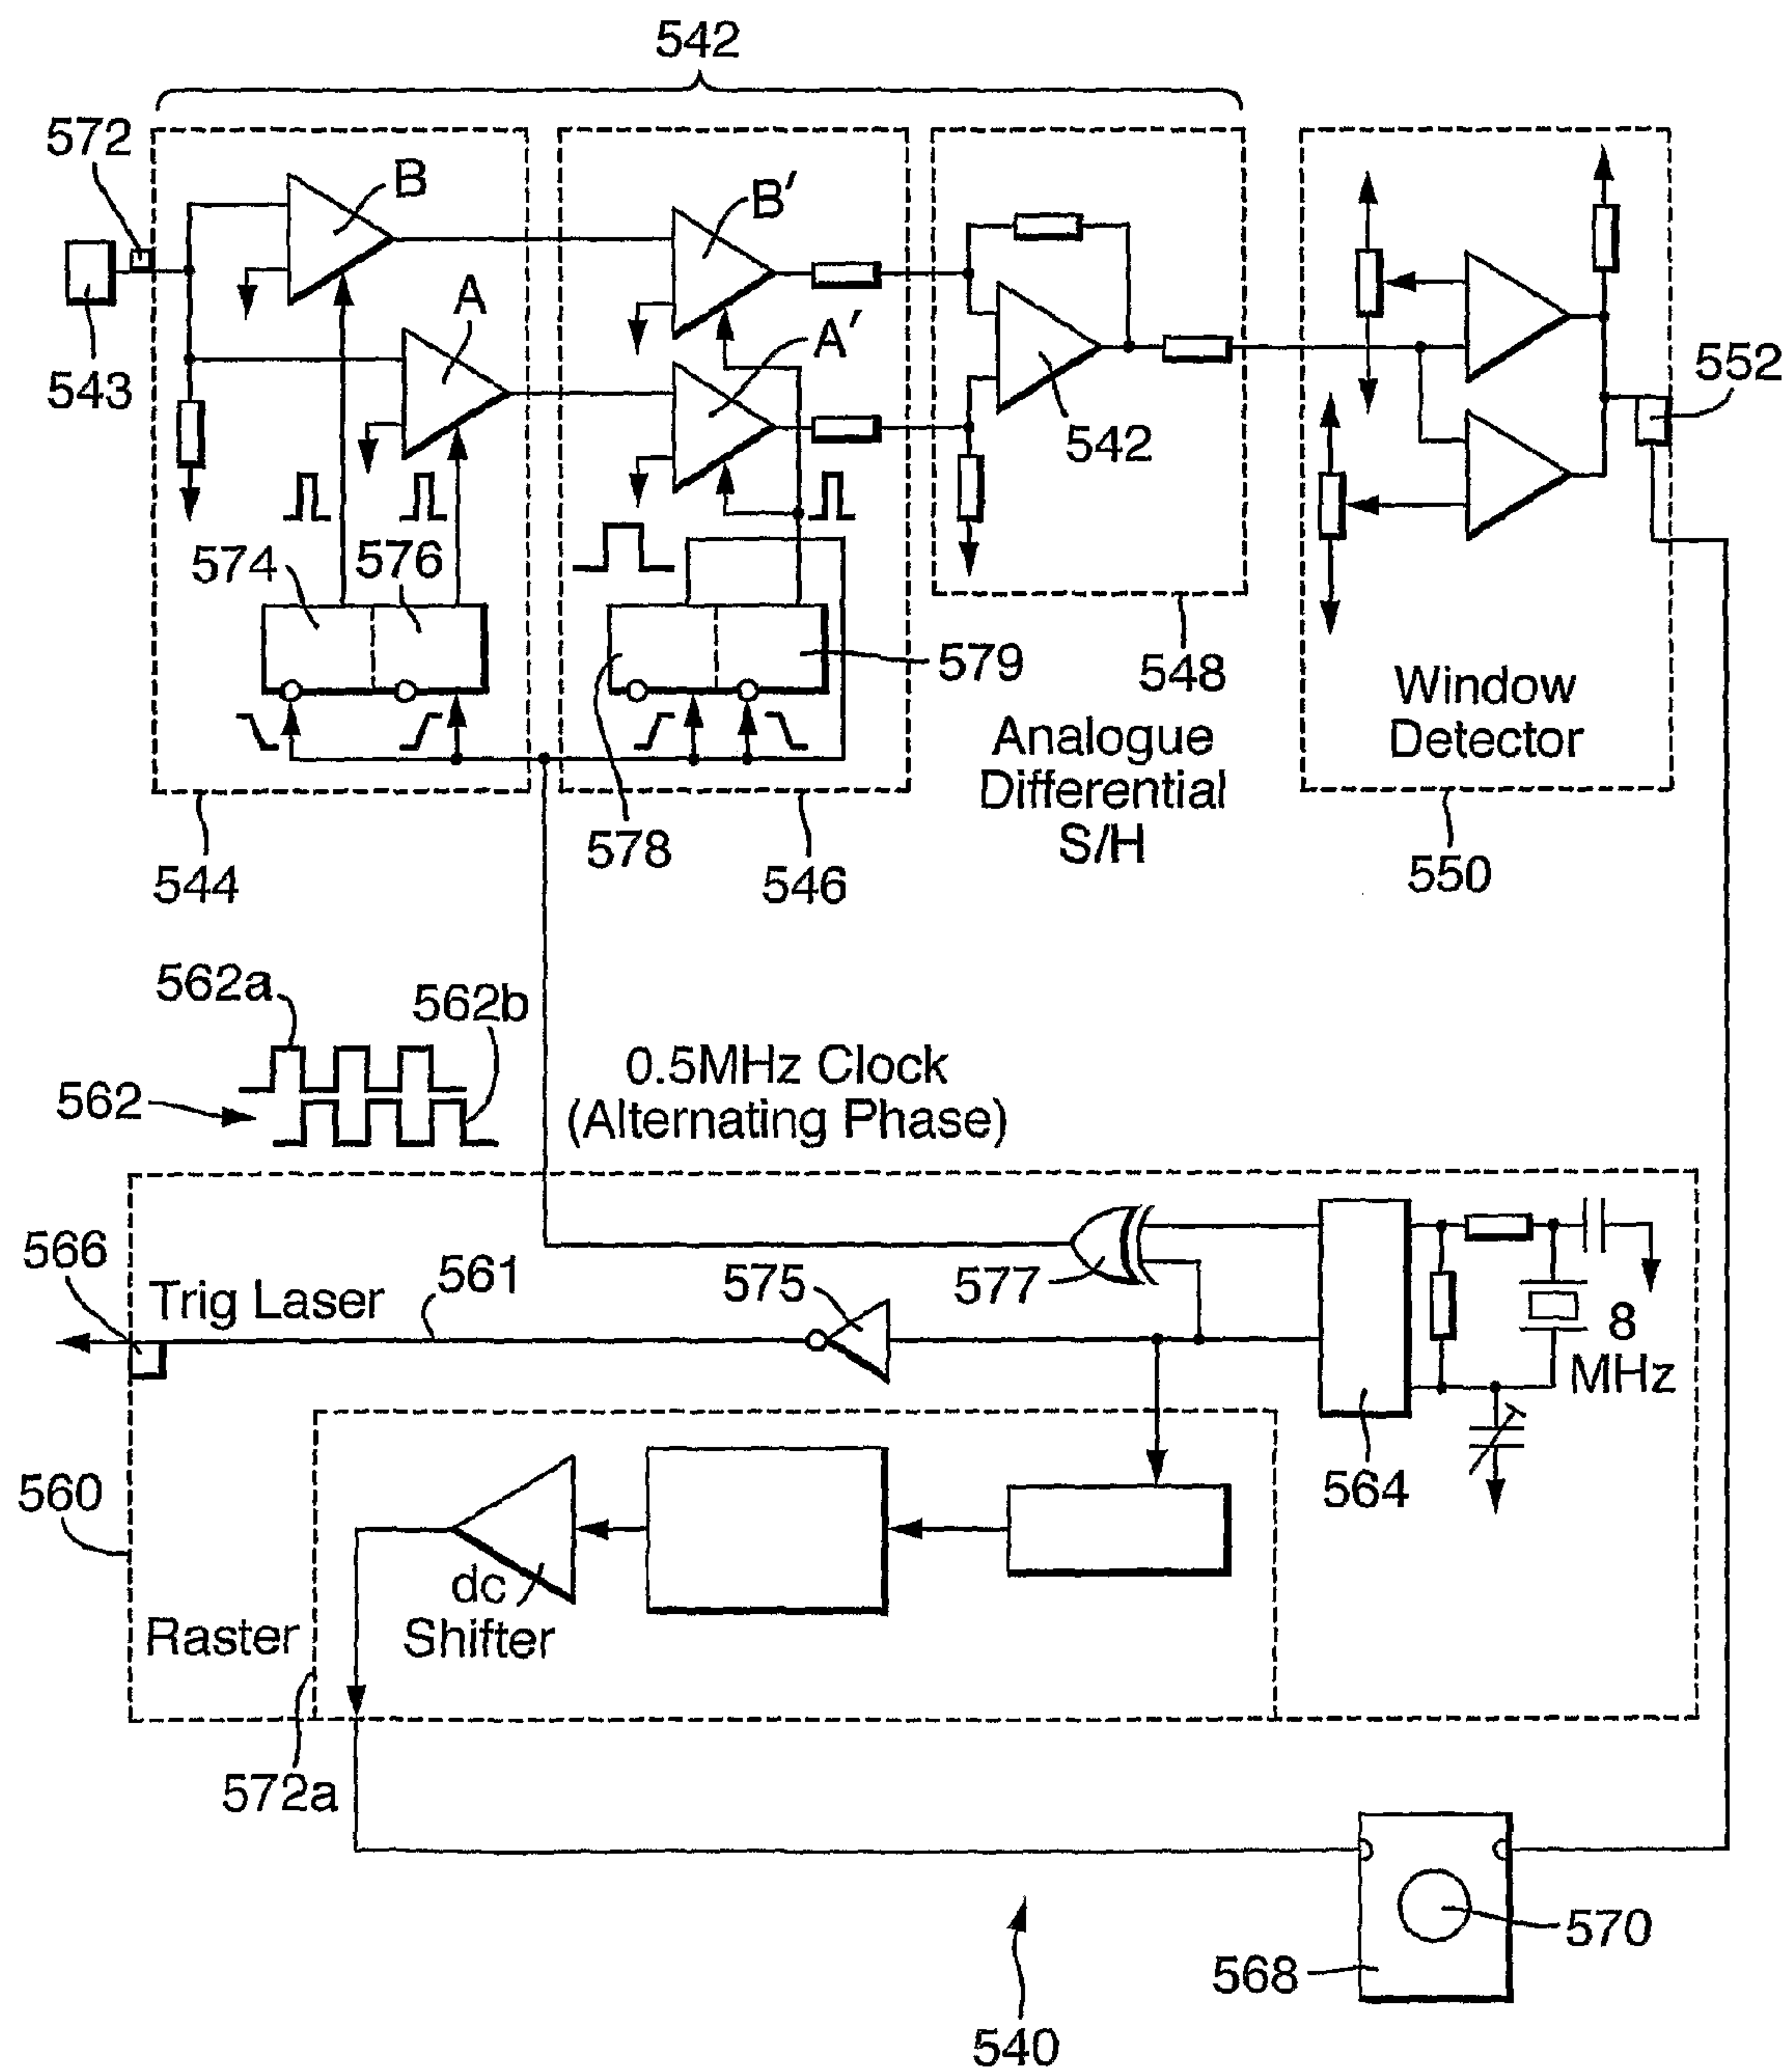 542
572
B
B′
A
A′
543
552
542
574
576
579
548
Window
Detector
Analogue
Differential
S/H
578
544
546
550
562a
562b
562
0.5MHz Clock
(Alternating Phase)
566
Trig Laser
561
575
577
8
MHz
564
560
dc
Shifter
Raster
572a
570
568
540